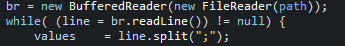 br = new BufferedReader(new FileReader(path));
while( (line = br.readLine()) != null) {
values    = line.split(";");